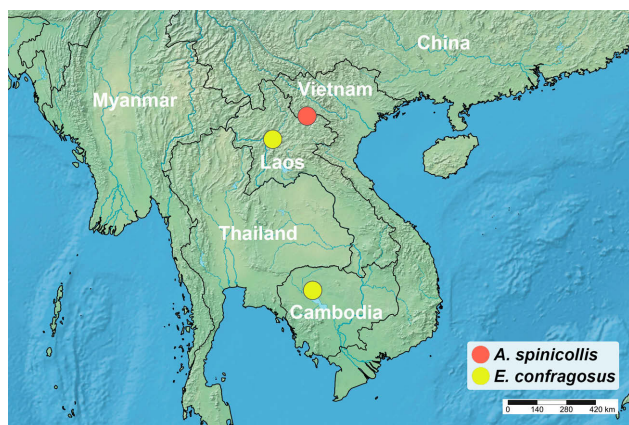 China
Myanmar
Vietnam
Laos
Thailand
Cambodia
A. spinicollis
E. confragosus
0 140 280 420 km